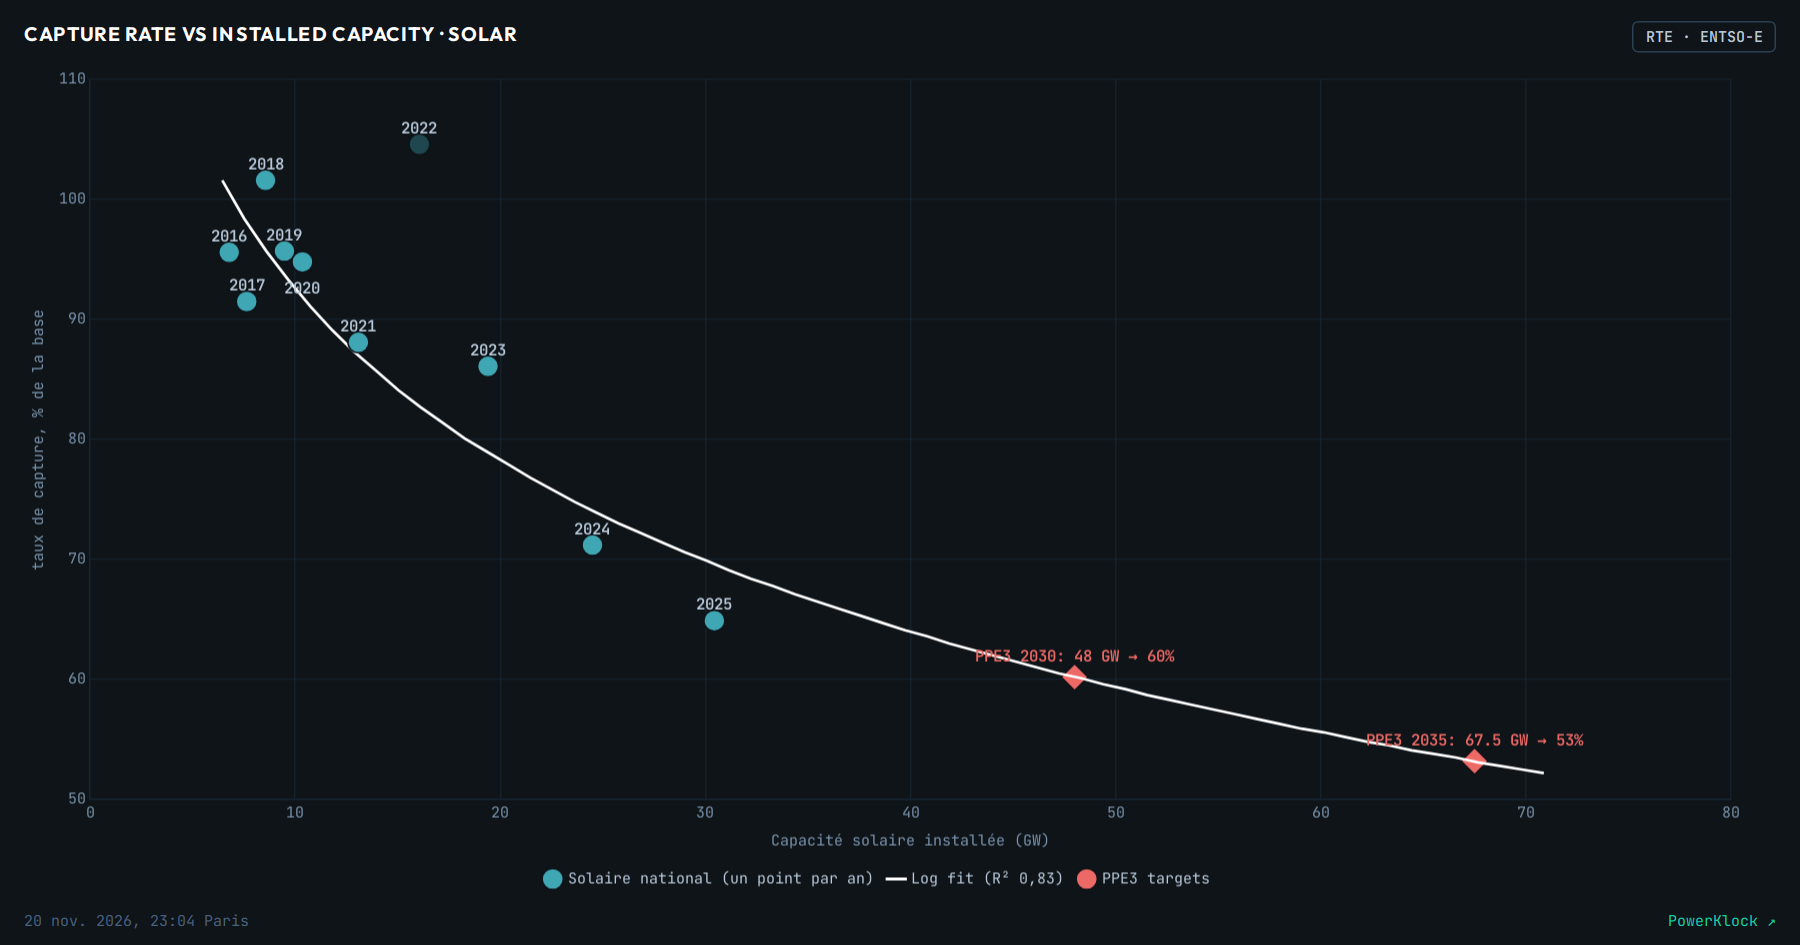 CAPTURE RATE VS INSTALLED CAPACITY · SOLAR
RTE · ENTSO-E
110
100
90
80
70
60
50
taux de capture, % de la base
2022
2018
2016
2019
2017
2020
2021
2023
2024
2025
PPE3 2030: 48 GW → 60%
PPE3 2035: 67.5 GW → 53%
0
10
20
30
40
50
60
70
80
Capacité solaire installée (GW)
Solaire national (un point par an)
Log fit (R² 0,83)
PPE3 targets
20 nov. 2026, 23:04 Paris
PowerKlock ↗